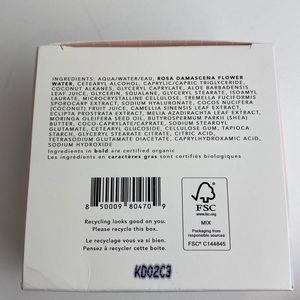 INGREDIENTS: AQUA/WATER/EAU, ROSA DAMASCENA FLOWER
WATER, CETEARYL ALCOHOL, CAPRYLIC/CAPRIC TRIGLYCERIDE,
COCONUT ALKANES, GLYCERYL CAPRYLATE, ALOE BARBADENSIS
LEAF JUICE, GLYCERIN, SQUALANE, GLYCERYL STEARATE, ISOAMYL
LAURATE, MICROCRYSTALLINE CELLULOSE, TREMELLA FUCIFORMIS
SPOROCARP EXTRACT, SODIUM HYALURONATE, COCOS NUCIFERA
(COCONUT) FRUIT JUICE, CAMELLIA SINENSIS LEAF EXTRACT,
ECLIPTA PROSTRATA EXTRACT, MELIA AZADIRACHTA LEAF EXTRACT,
MORINGA OLEIFERA SEED OIL, BUTYROSPERMUM PARKII (SHEA)
BUTTER, COCO-CAPRYLATE/CAPRATE, SODIUM STEAROYL
GLUTAMATE, CETEARYL GLUCOSIDE, CELLULOSE GUM, TAPIOCA
STARCH, GLYCERYL STEARATE CITRATE, CITRIC ACID,
TETRASODIUM GLUTAMATE DIACETATE, CAPRYLHYDROXAMIC ACID,
SODIUM HYDROXIDE
Ingredients in bold are certified organic
Les ingrédients en caractères gras sont certifiés biologiques
8 50009 80470 9
Recycling looks good on you.
Please recycle this box.
Le recyclage vous va si bien.
Pensez à recycler cette boîte.
FSC
www.fsc.org
MIX
Packaging from
responsible sources
FSC® C144845
KD02C3